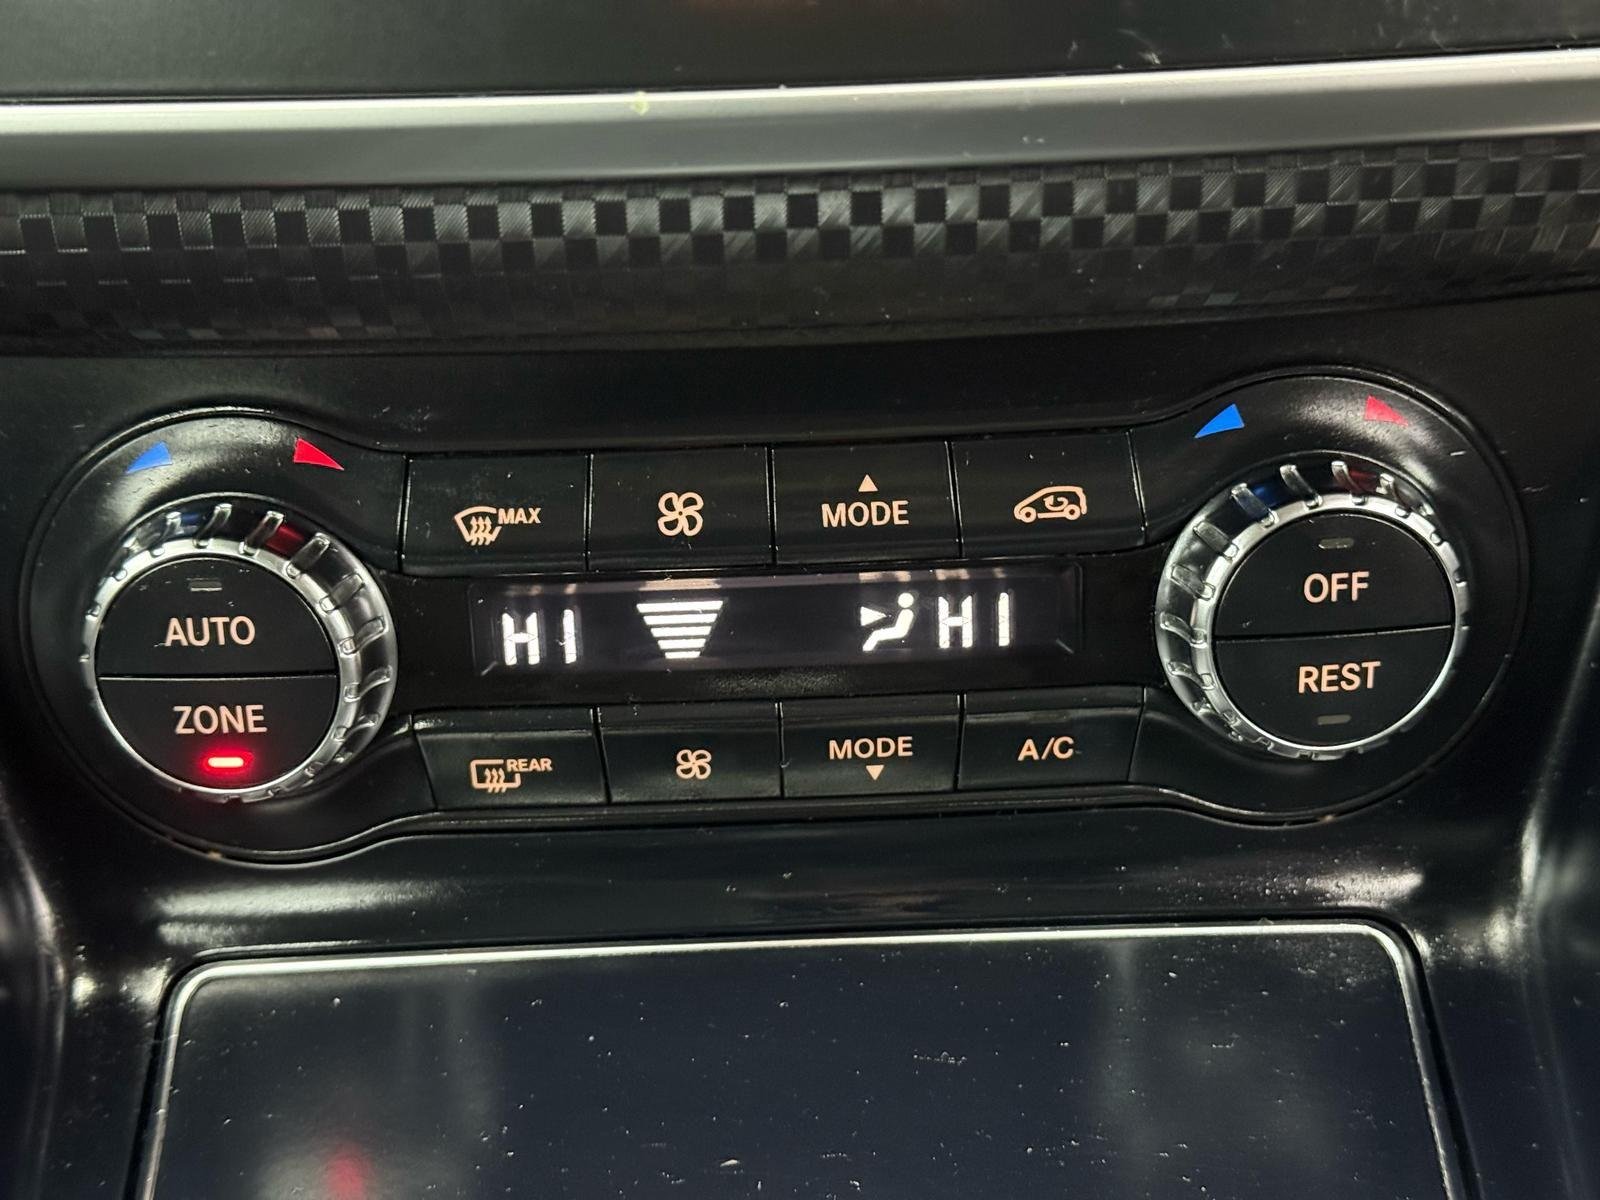 MAX
MODE
OFF
AUTO
HI
HI
REST
ZONE
REAR
MODE
A/C